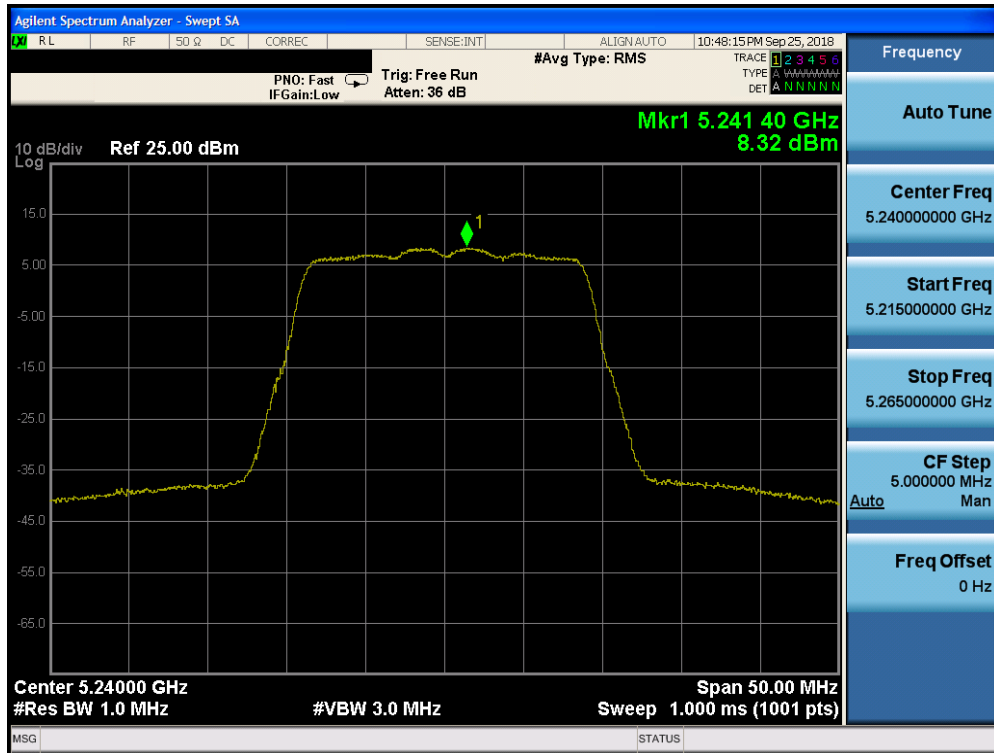 Agilent Spectrum Analyzer - Swept SA
LXI RL RF 50 Ω DC CORREC SENSE:INT ALIGN AUTO 10:48:15 PM Sep 25, 2018
PNO: Fast
IFGain:Low
Trig: Free Run
Atten: 36 dB
#Avg Type: RMS
TRACE 1 2 3 4 5 6
TYPE A WWWWW
DET A N N N N N
Mkr1 5.241 40 GHz
8.32 dBm
10 dB/div Ref 25.00 dBm
Log
15.0
5.00
-5.00
-15.0
-25.0
-35.0
-45.0
-55.0
-65.0
1
Center 5.24000 GHz Span 50.00 MHz
#Res BW 1.0 MHz #VBW 3.0 MHz Sweep 1.000 ms (1001 pts)
MSG STATUS
Frequency
Auto Tune
Center Freq
5.240000000 GHz
Start Freq
5.215000000 GHz
Stop Freq
5.265000000 GHz
CF Step
5.000000 MHz
Auto Man
Freq Offset
0 Hz